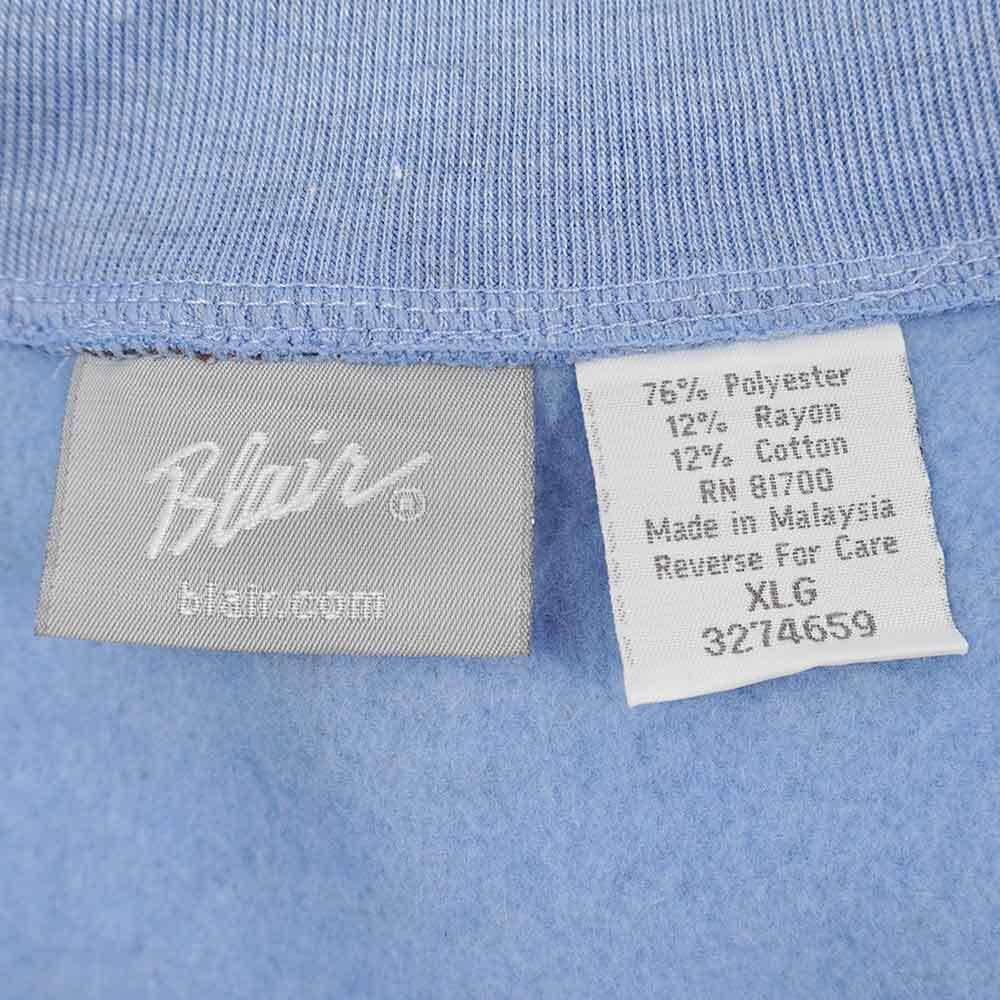 Blair®
blair.com
76% Polyester
12% Rayon
12% Cotton
RN 81700
Made in Malaysia
Reverse For Care
XLG
3274659